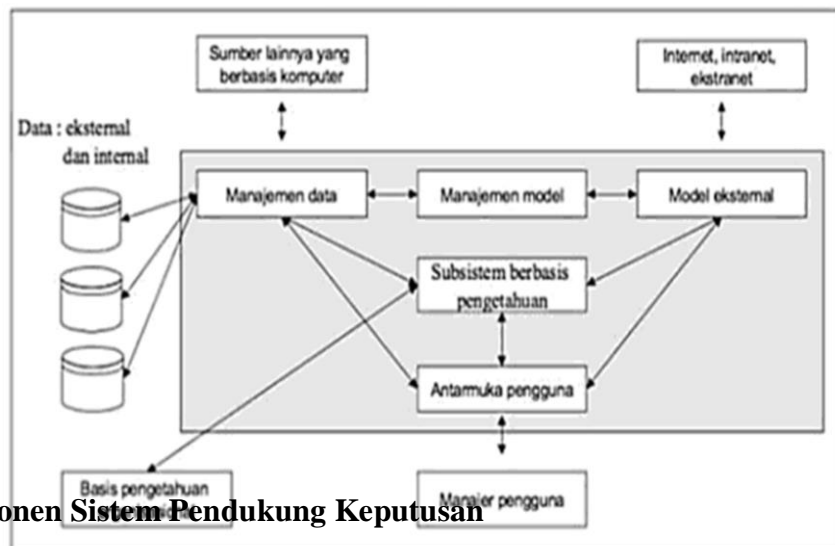 Sumber lainnya yang
berbasis komputer
Internet, intranet,
ekstranet
Data : eksternal
dan internal
Manajemen data
Manajemen model
Model eksternal
Subsistem berbasis
pengetahuan
Antarmuka pengguna
Basis pengetahuan
Manajer pengguna
onen Sistem Pendukung Keputusan